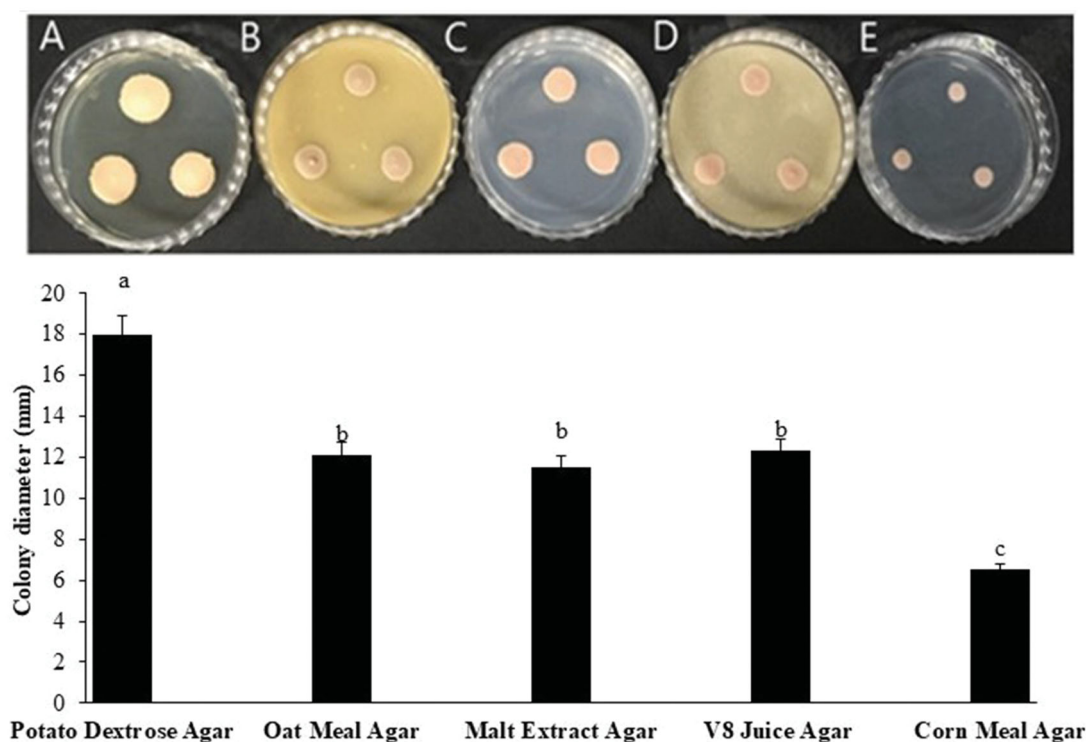 A B C D E
a
b b b
c
Colony diameter (mm)
20
18
16
14
12
10
8
6
4
2
0
Potato Dextrose Agar Oat Meal Agar Malt Extract Agar V8 Juice Agar Corn Meal Agar